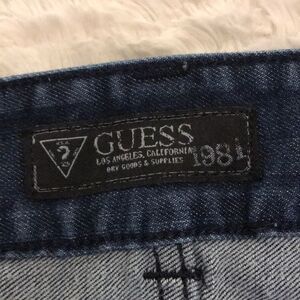 GUESS
LOS ANGELES, CALIFORNIA
DRY GOODS & SUPPLIES
1981
?